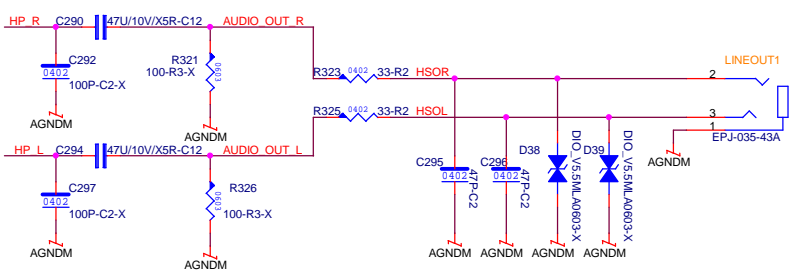 HP_R
C290
47U/10V/X5R-C12
AUDIO_OUT_R
C292
0402
100P-C2-X
AGNDM
R321
100-R3-X
0603
AGNDM
R323
0402
33-R2
HSOR
R325
0402
33-R2
HSOL
LINEOUT1
2
3
1
EPJ-035-43A
AGNDM
HP_L
C294
47U/10V/X5R-C12
AUDIO_OUT_L
C297
0402
100P-C2-X
AGNDM
R326
100-R3-X
0603
AGNDM
C295
0402
47P-C2
AGNDM
C296
0402
47P-C2
AGNDM
D38
DIO_V5.5MLA0603-X
AGNDM
D39
DIO_V5.5MLA0603-X
AGNDM